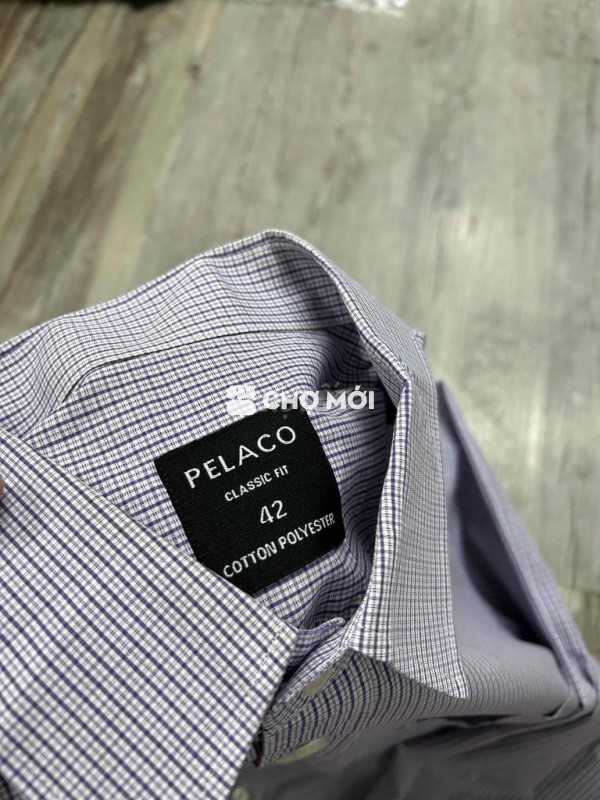 CHỢ MỚI
PELACO
CLASSIC FIT
42
COTTON POLYESTER